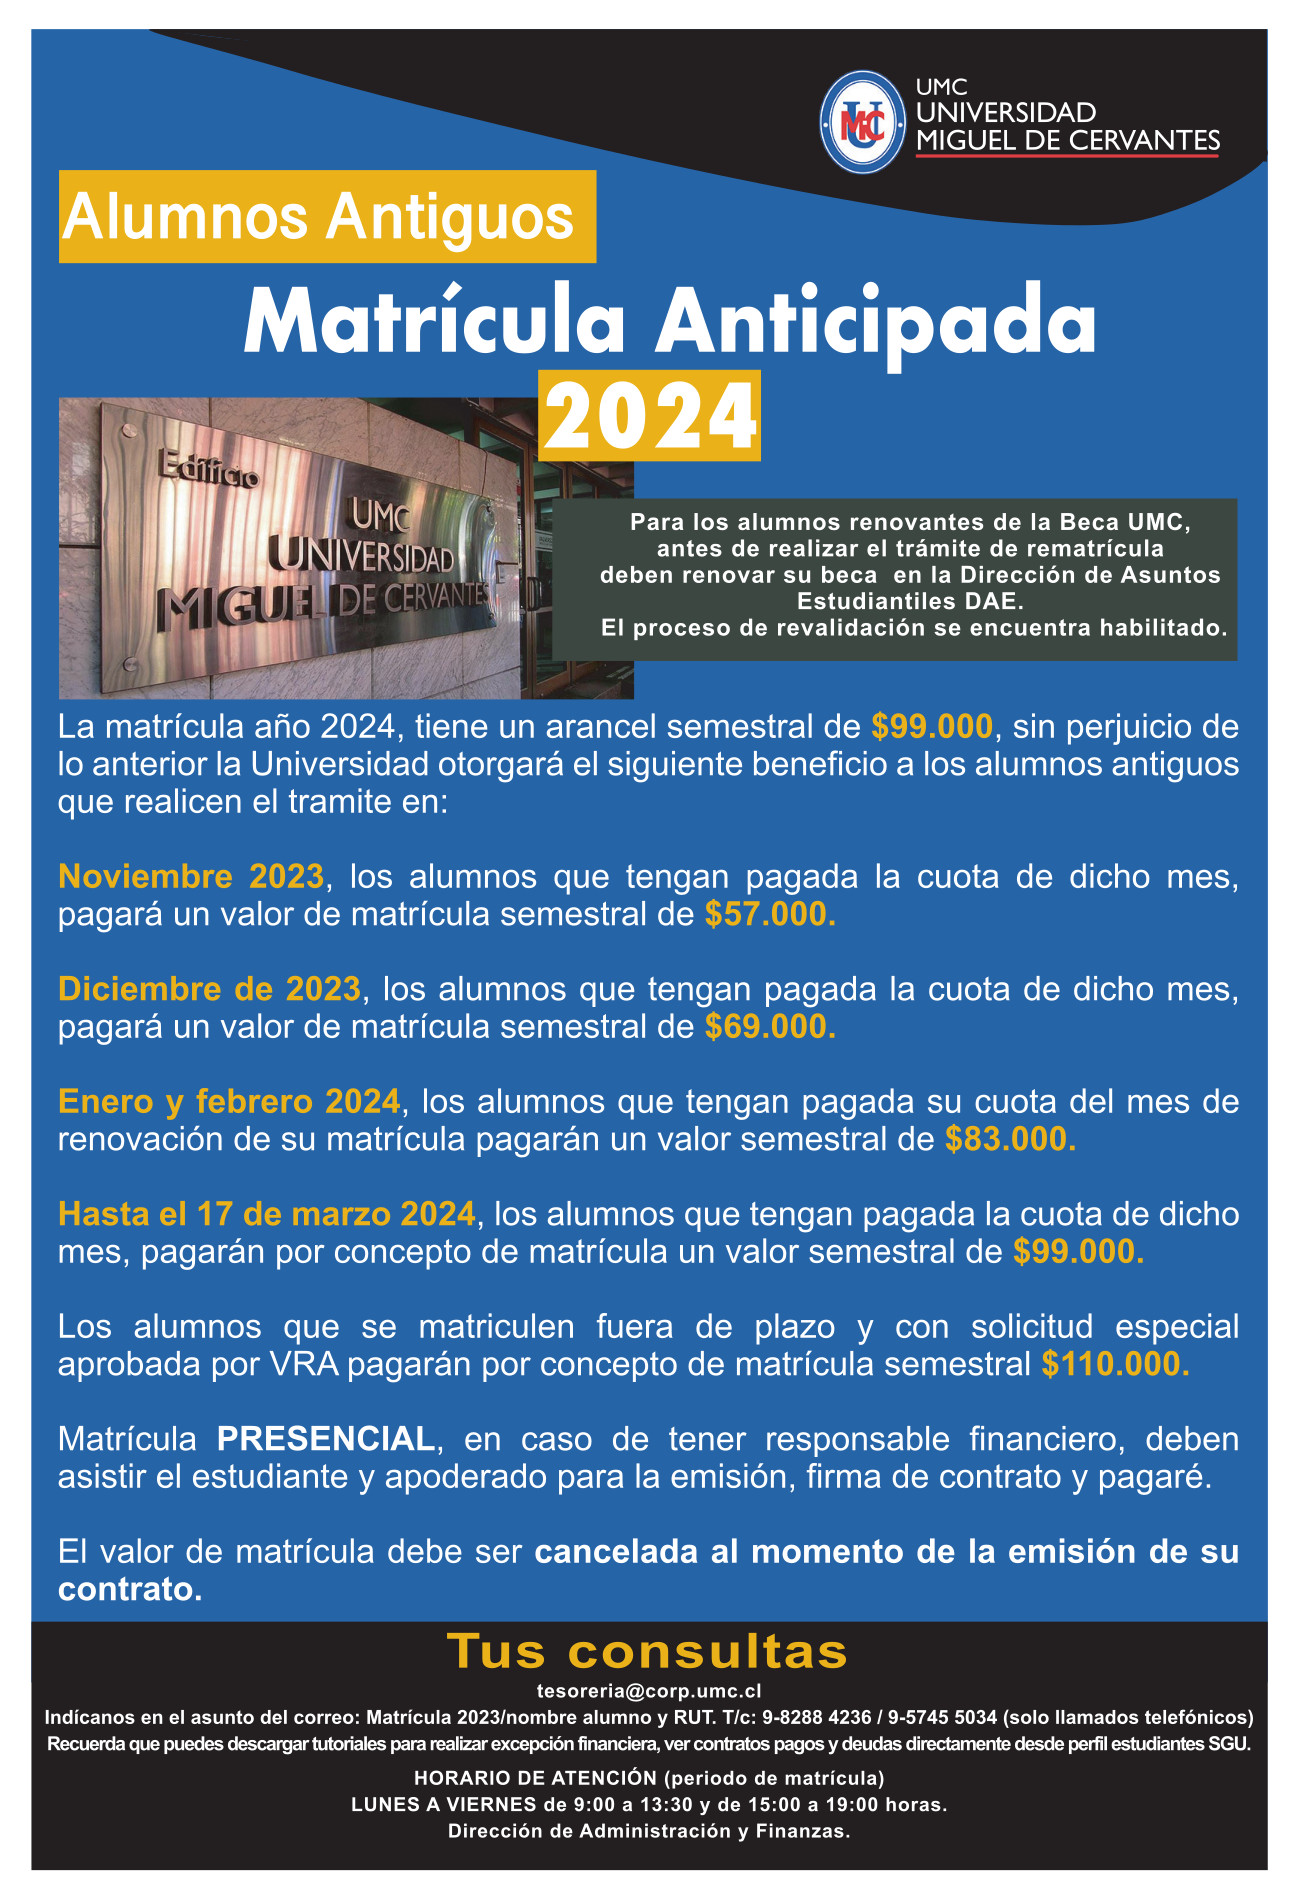 UMC
UNIVERSIDAD
MIGUEL DE CERVANTES
UMC
Alumnos Antiguos
Matrícula Anticipada
2024
Edificio
UMC
UNIVERSIDAD
MIGUEL DE CERVANTES
Para los alumnos renovantes de la Beca UMC,
antes de realizar el trámite de rematrícula
deben renovar su beca en la Dirección de Asuntos
Estudiantiles DAE.
El proceso de revalidación se encuentra habilitado.
La matrícula año 2024, tiene un arancel semestral de $99.000, sin perjuicio de
lo anterior la Universidad otorgará el siguiente beneficio a los alumnos antiguos
que realicen el tramite en:
Noviembre 2023, los alumnos que tengan pagada la cuota de dicho mes,
pagará un valor de matrícula semestral de $57.000.
Diciembre de 2023, los alumnos que tengan pagada la cuota de dicho mes,
pagará un valor de matrícula semestral de $69.000.
Enero y febrero 2024, los alumnos que tengan pagada su cuota del mes de
renovación de su matrícula pagarán un valor semestral de $83.000.
Hasta el 17 de marzo 2024, los alumnos que tengan pagada la cuota de dicho
mes, pagarán por concepto de matrícula un valor semestral de $99.000.
Los alumnos que se matriculen fuera de plazo y con solicitud especial
aprobada por VRA pagarán por concepto de matrícula semestral $110.000.
Matrícula PRESENCIAL, en caso de tener responsable financiero, deben
asistir el estudiante y apoderado para la emisión, firma de contrato y pagaré.
El valor de matrícula debe ser cancelada al momento de la emisión de su
contrato.
Tus consultas
tesoreria@corp.umc.cl
Indícanos en el asunto del correo: Matrícula 2023/nombre alumno y RUT. T/c: 9-8288 4236 / 9-5745 5034 (solo llamados telefónicos)
Recuerda que puedes descargar tutoriales para realizar excepción financiera, ver contratos pagos y deudas directamente desde perfil estudiantes SGU.
HORARIO DE ATENCIÓN (periodo de matrícula)
LUNES A VIERNES de 9:00 a 13:30 y de 15:00 a 19:00 horas.
Dirección de Administración y Finanzas.